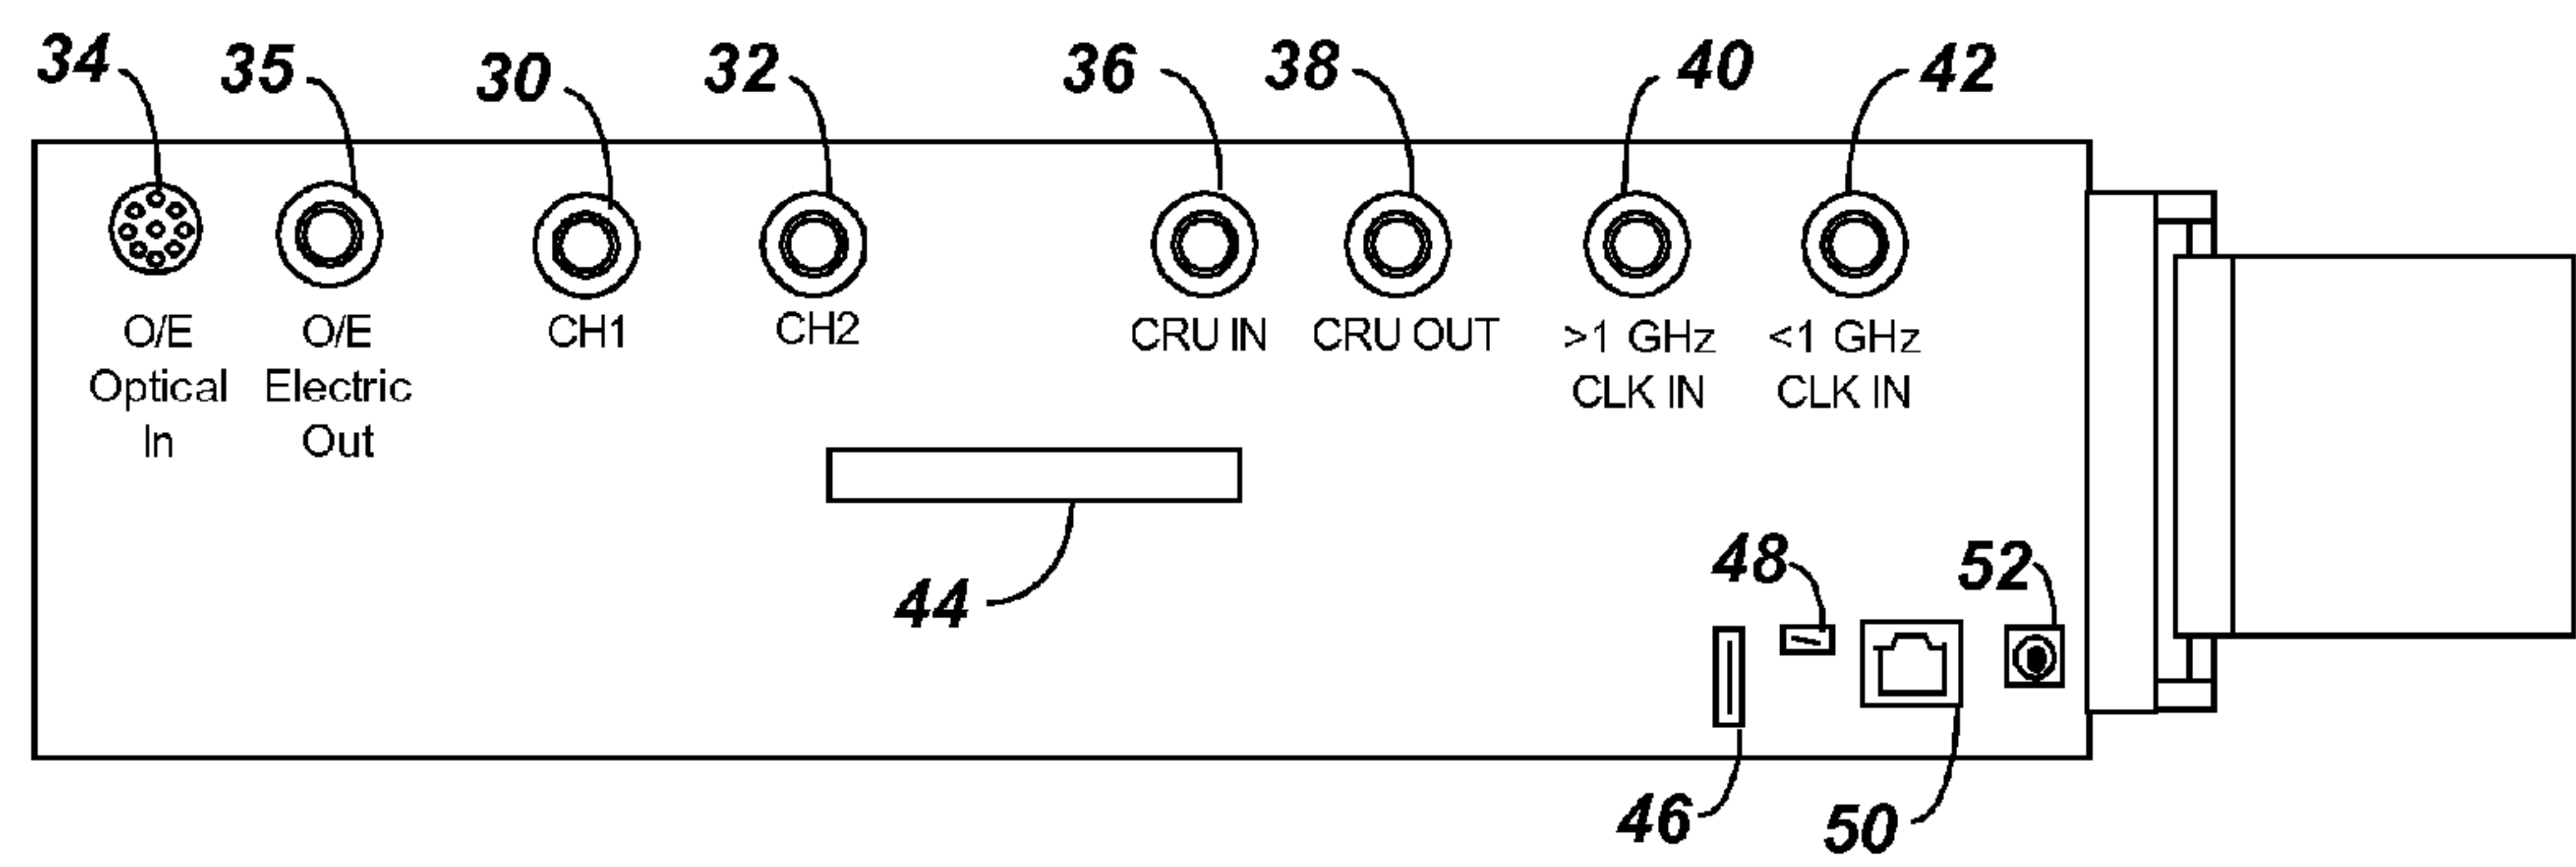 34 35 30 32 36 38 40 42
O/E O/E CH1 CH2 CRU IN CRU OUT >1 GHz <1 GHz
Optical Electric CLK IN CLK IN
In Out
44 48 52
46 50